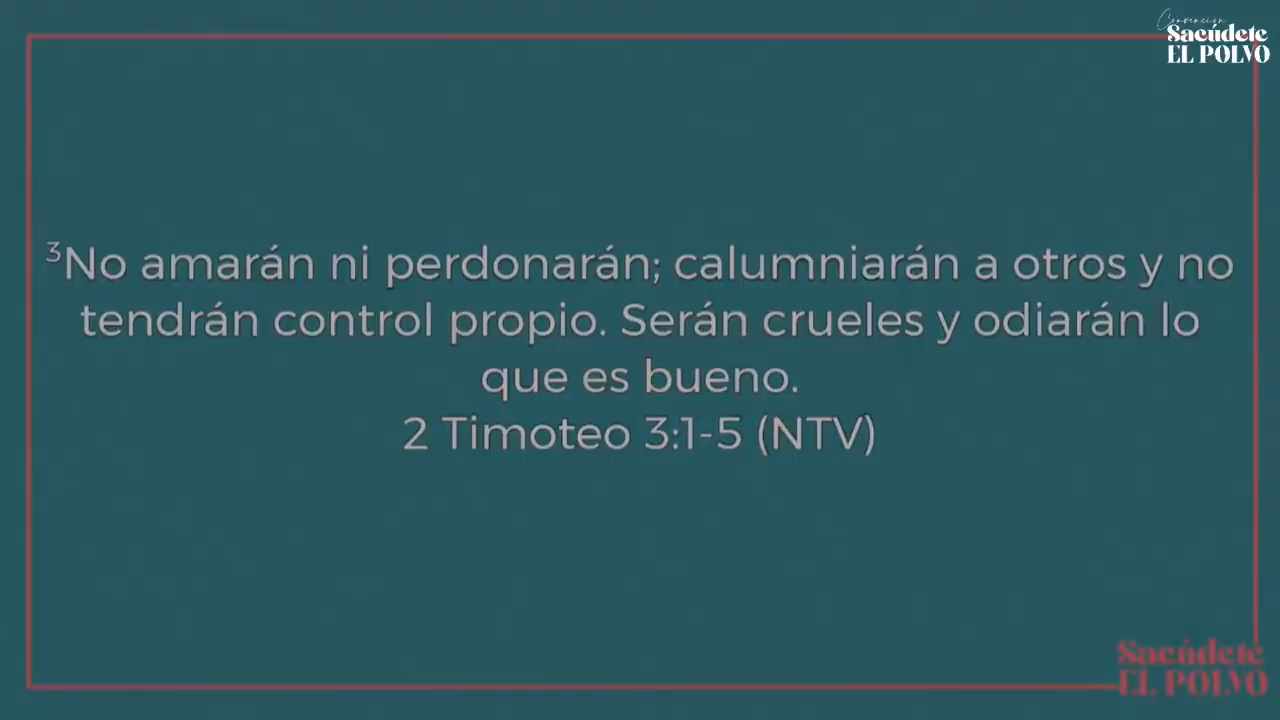 Convención
Sacúdete
EL POLVO
³No amarán ni perdonarán; calumniarán a otros y no
tendrán control propio. Serán crueles y odiarán lo
que es bueno.
2 Timoteo 3:1-5 (NTV)
Sacúdete
EL POLVO